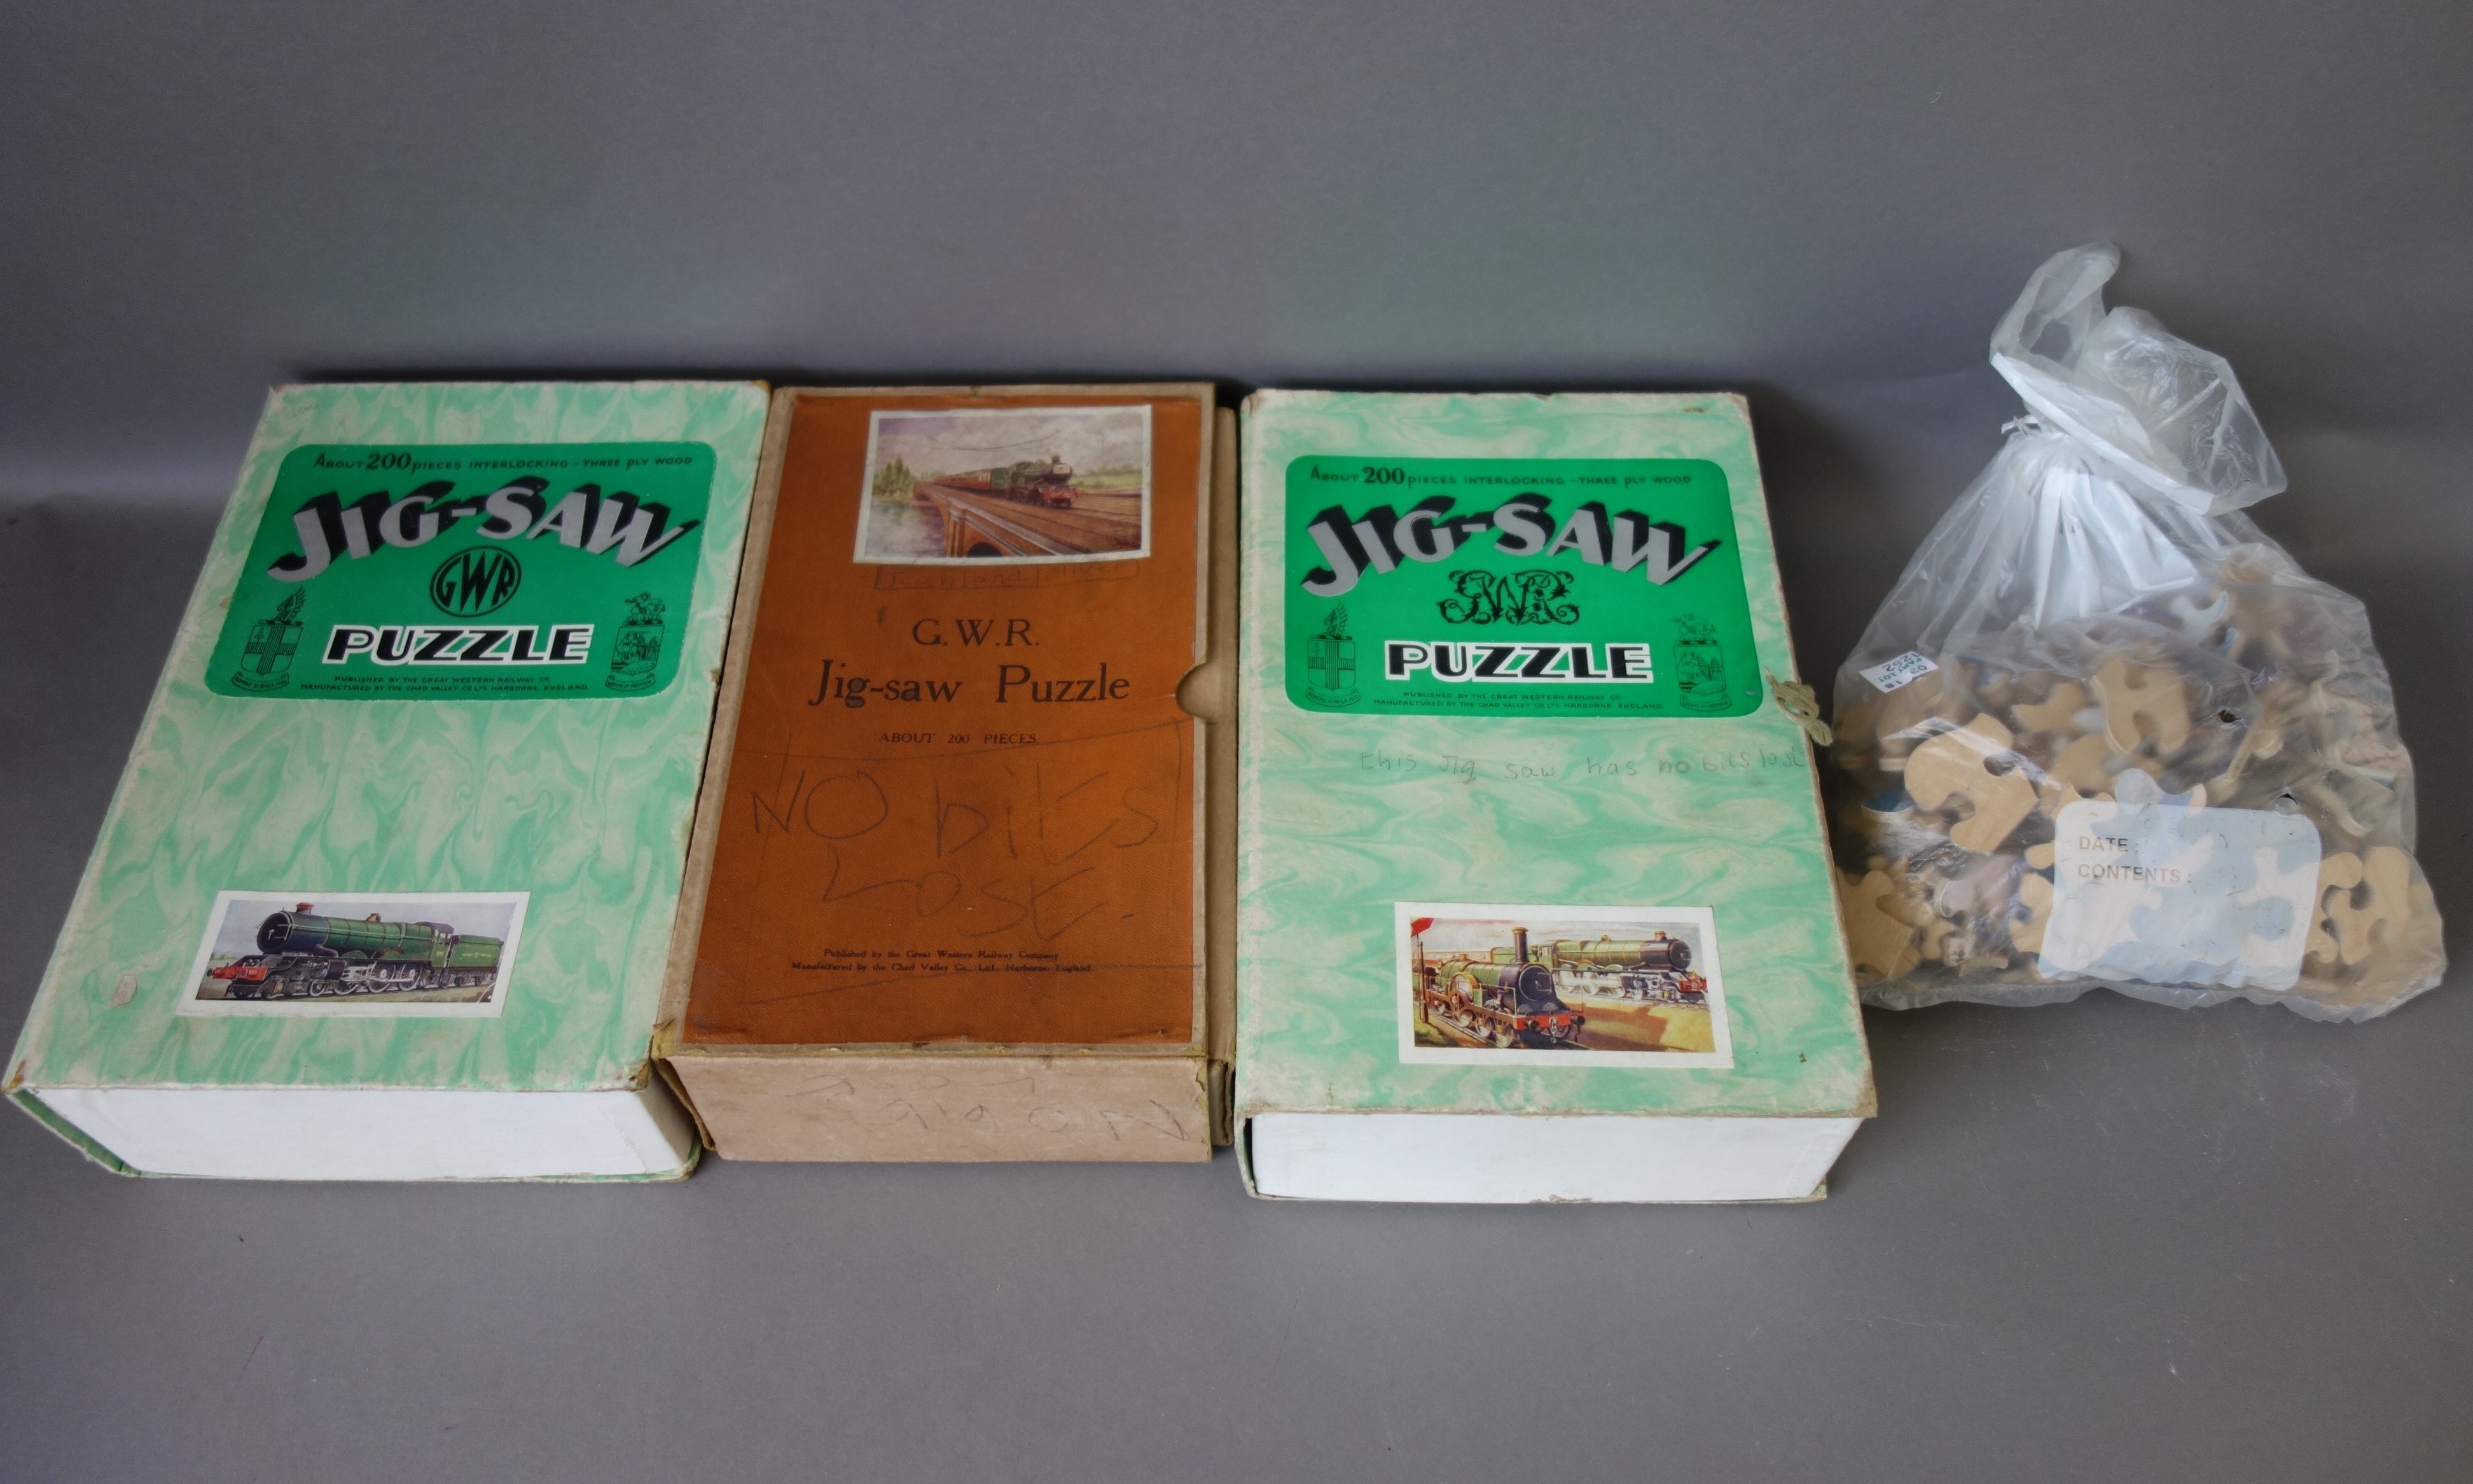 ABOUT 200 PIECES INTERLOCKING - THREE PLY WOOD
JIG-SAW
GWR
PUZZLE
PUBLISHED BY THE GREAT WESTERN RAILWAY CO.
MANUFACTURED BY THE CHAD VALLEY CO LTD. HARBORNE. ENGLAND.
G.W.R.
Jig-saw Puzzle
ABOUT 200 PIECES.
NO bits
LOSE.
Published by the Great Western Railway Company
Manufactured by the Chad Valley Co., Ltd., Harborne, England
ABOUT 200 PIECES INTERLOCKING - THREE PLY WOOD
JIG-SAW
GWR
PUZZLE
PUBLISHED BY THE GREAT WESTERN RAILWAY CO.
MANUFACTURED BY THE CHAD VALLEY CO LTD. HARBORNE. ENGLAND.
this Jig saw has no bits lost
1252
DATE:
CONTENTS: